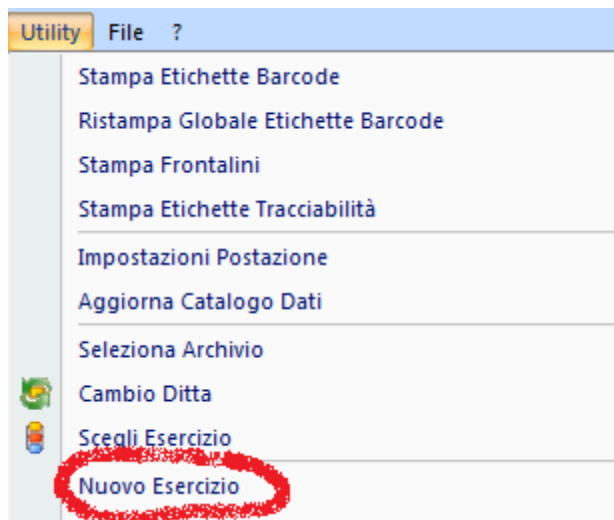 Utility File ?
Stampa Etichette Barcode
Ristampa Globale Etichette Barcode
Stampa Frontalini
Stampa Etichette Tracciabilità
Impostazioni Postazione
Aggiorna Catalogo Dati
Seleziona Archivio
Cambio Ditta
Scegli Esercizio
Nuovo Esercizio